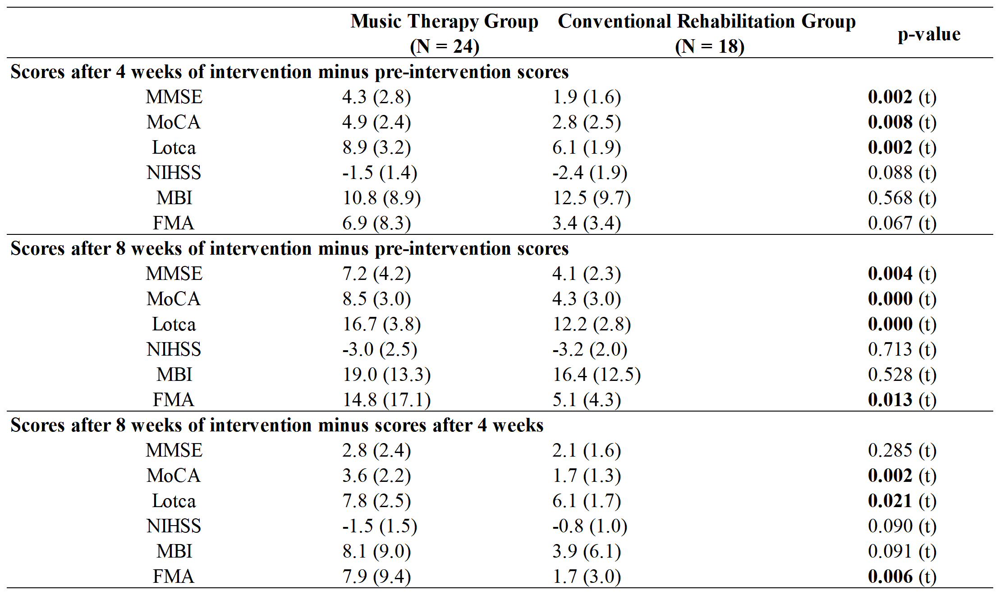 Music Therapy Group Conventional Rehabilitation Group p-value
(N = 24) (N = 18)
Scores after 4 weeks of intervention minus pre-intervention scores
MMSE 4.3 (2.8) 1.9 (1.6) 0.002 (t)
MoCA 4.9 (2.4) 2.8 (2.5) 0.008 (t)
Lotca 8.9 (3.2) 6.1 (1.9) 0.002 (t)
NIHSS -1.5 (1.4) -2.4 (1.9) 0.088 (t)
MBI 10.8 (8.9) 12.5 (9.7) 0.568 (t)
FMA 6.9 (8.3) 3.4 (3.4) 0.067 (t)
Scores after 8 weeks of intervention minus pre-intervention scores
MMSE 7.2 (4.2) 4.1 (2.3) 0.004 (t)
MoCA 8.5 (3.0) 4.3 (3.0) 0.000 (t)
Lotca 16.7 (3.8) 12.2 (2.8) 0.000 (t)
NIHSS -3.0 (2.5) -3.2 (2.0) 0.713 (t)
MBI 19.0 (13.3) 16.4 (12.5) 0.528 (t)
FMA 14.8 (17.1) 5.1 (4.3) 0.013 (t)
Scores after 8 weeks of intervention minus scores after 4 weeks
MMSE 2.8 (2.4) 2.1 (1.6) 0.285 (t)
MoCA 3.6 (2.2) 1.7 (1.3) 0.002 (t)
Lotca 7.8 (2.5) 6.1 (1.7) 0.021 (t)
NIHSS -1.5 (1.5) -0.8 (1.0) 0.090 (t)
MBI 8.1 (9.0) 3.9 (6.1) 0.091 (t)
FMA 7.9 (9.4) 1.7 (3.0) 0.006 (t)